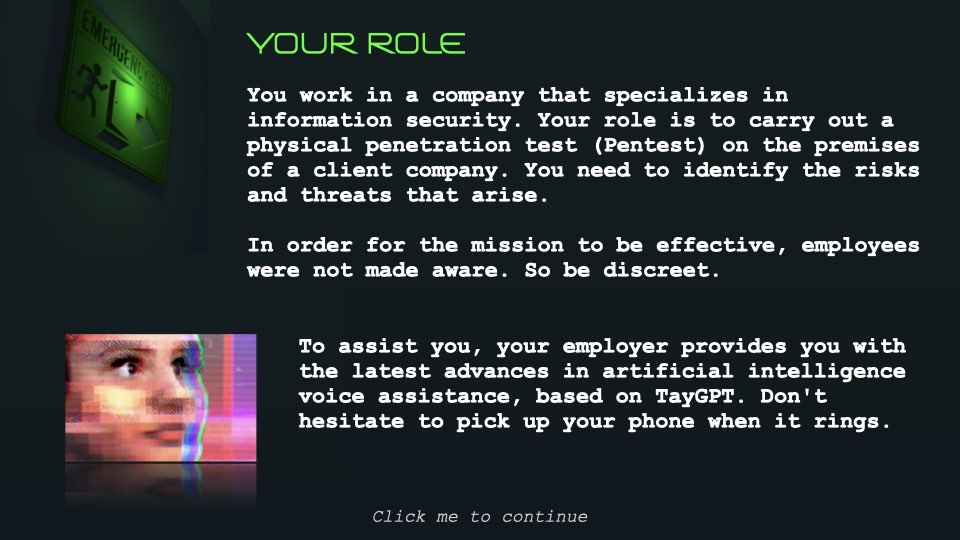 EMERGENCY EXIT
YOUR ROLE
You work in a company that specializes in
information security. Your role is to carry out a
physical penetration test (Pentest) on the premises
of a client company. You need to identify the risks
and threats that arise.
In order for the mission to be effective, employees
were not made aware. So be discreet.
To assist you, your employer provides you with
the latest advances in artificial intelligence
voice assistance, based on TayGPT. Don't
hesitate to pick up your phone when it rings.
Click me to continue